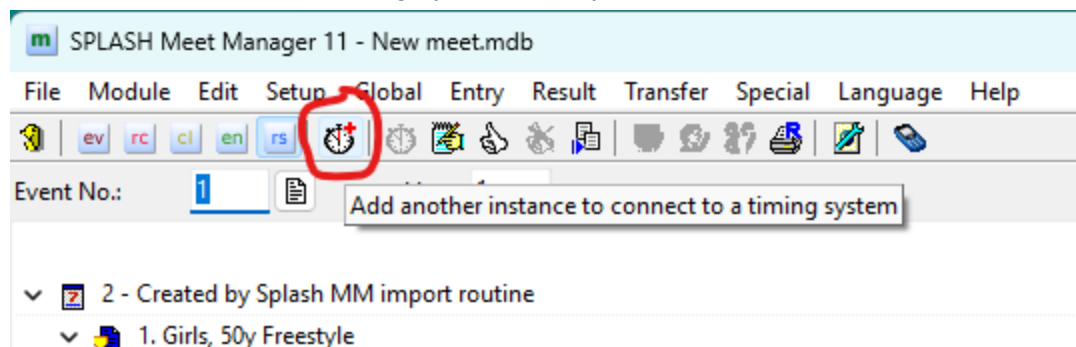 m SPLASH Meet Manager 11 - New meet.mdb
File Module Edit Setup Global Entry Result Transfer Special Language Help
ev rc cl en rs
Event No.: 1
Add another instance to connect to a timing system
2 - Created by Splash MM import routine
1. Girls, 50y Freestyle